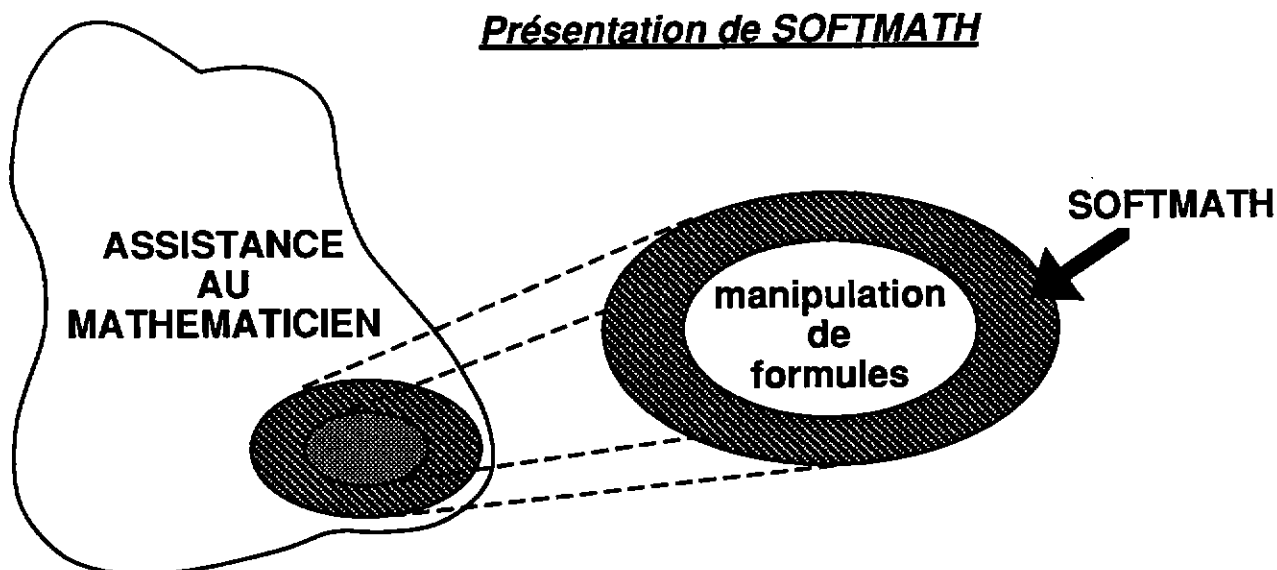 Présentation de SOFTMATH
SOFTMATH
ASSISTANCE
AU
MATHEMATICIEN
manipulation
de
formules